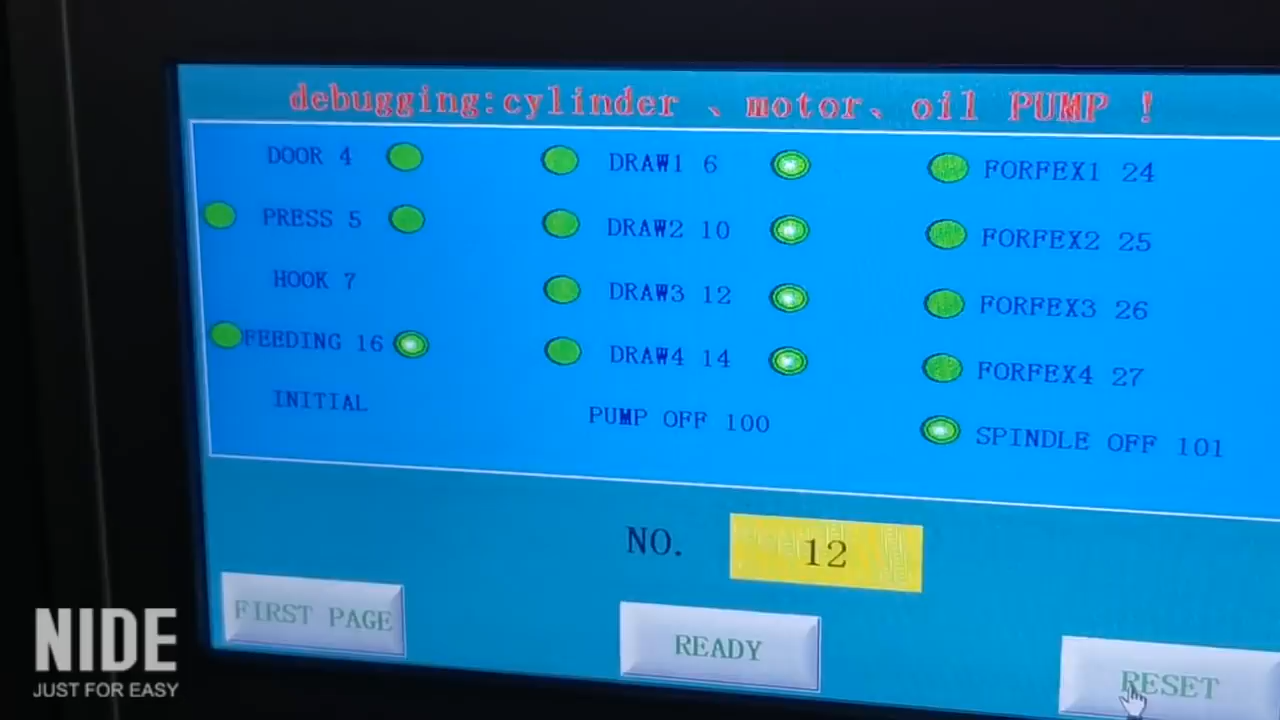 debugging:cylinder 、motor、oil PUMP !
DOOR 4
DRAW1 6
FORFEX1 24
PRESS 5
DRAW2 10
FORFEX2 25
HOOK 7
DRAW3 12
FORFEX3 26
FEEDING 16
DRAW4 14
FORFEX4 27
INITIAL
PUMP OFF 100
SPINDLE OFF 101
NO. 12
FIRST PAGE
READY
RESET
NIDE
JUST FOR EASY